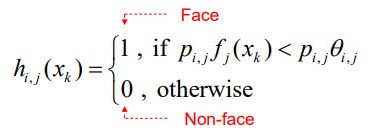 Face
h_{i,j}(x_k) = { 1 , if p_{i,j} f_j(x_k) < p_{i,j} θ_{i,j}
0 , otherwise
Non-face